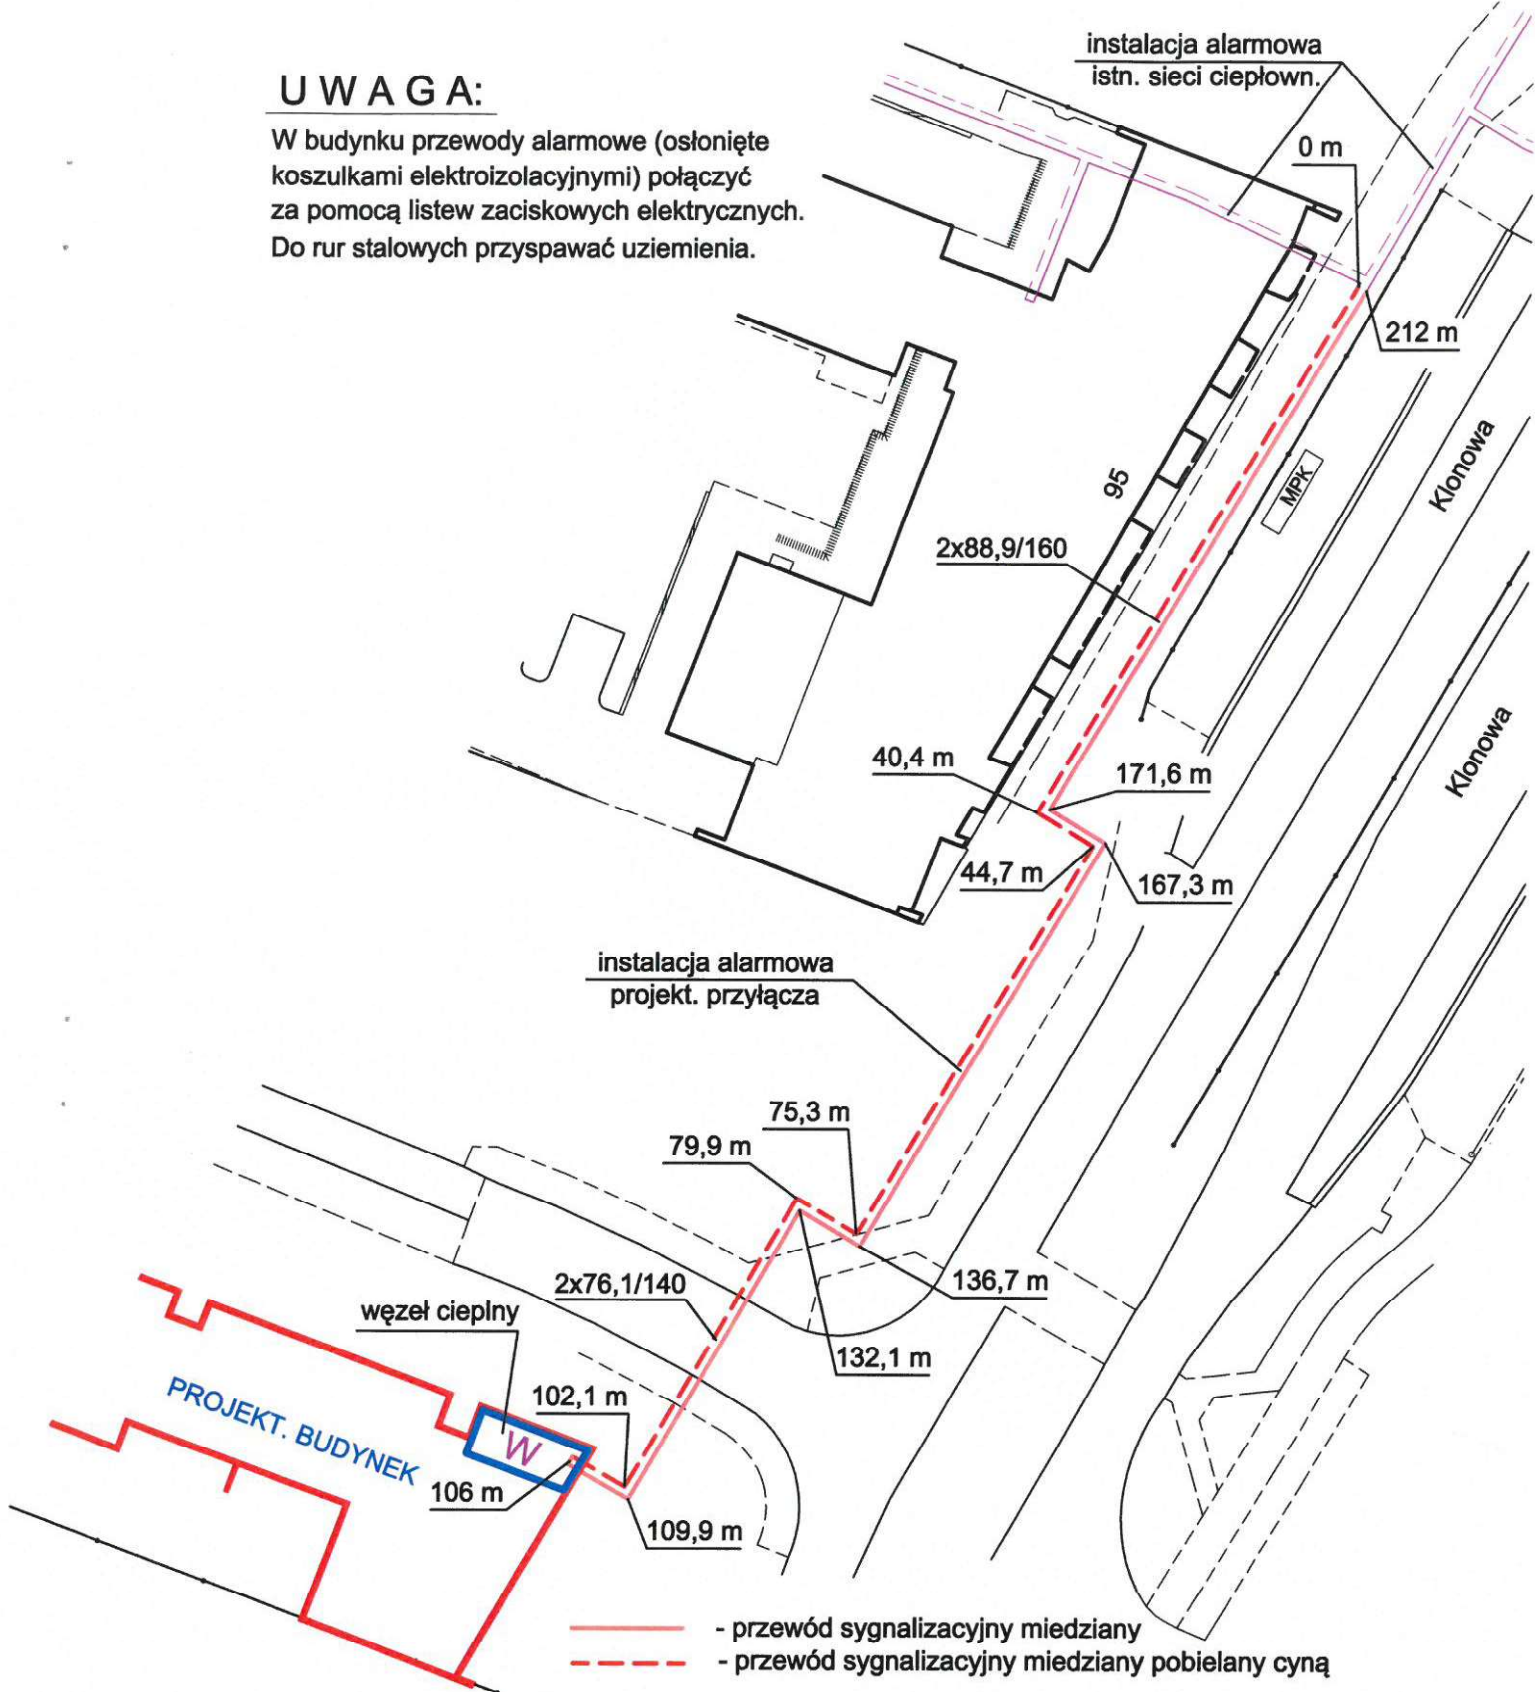 instalacja alarmowa
istn. sieci ciepłown.
U W A G A:
W budynku przewody alarmowe (osłonięte
koszulkami elektroizolacyjnymi) połączyć
za pomocą listew zaciskowych elektrycznych.
Do rur stalowych przyspawać uziemienia.
0 m
212 m
Klonowa
MPK
95
2x88,9/160
Klonowa
40,4 m
171,6 m
44,7 m
167,3 m
instalacja alarmowa
projekt. przyłącza
75,3 m
79,9 m
136,7 m
2x76,1/140
węzeł cieplny
132,1 m
102,1 m
PROJEKT. BUDYNEK
W
106 m
109,9 m
- przewód sygnalizacyjny miedziany
- przewód sygnalizacyjny miedziany pobielany cyną